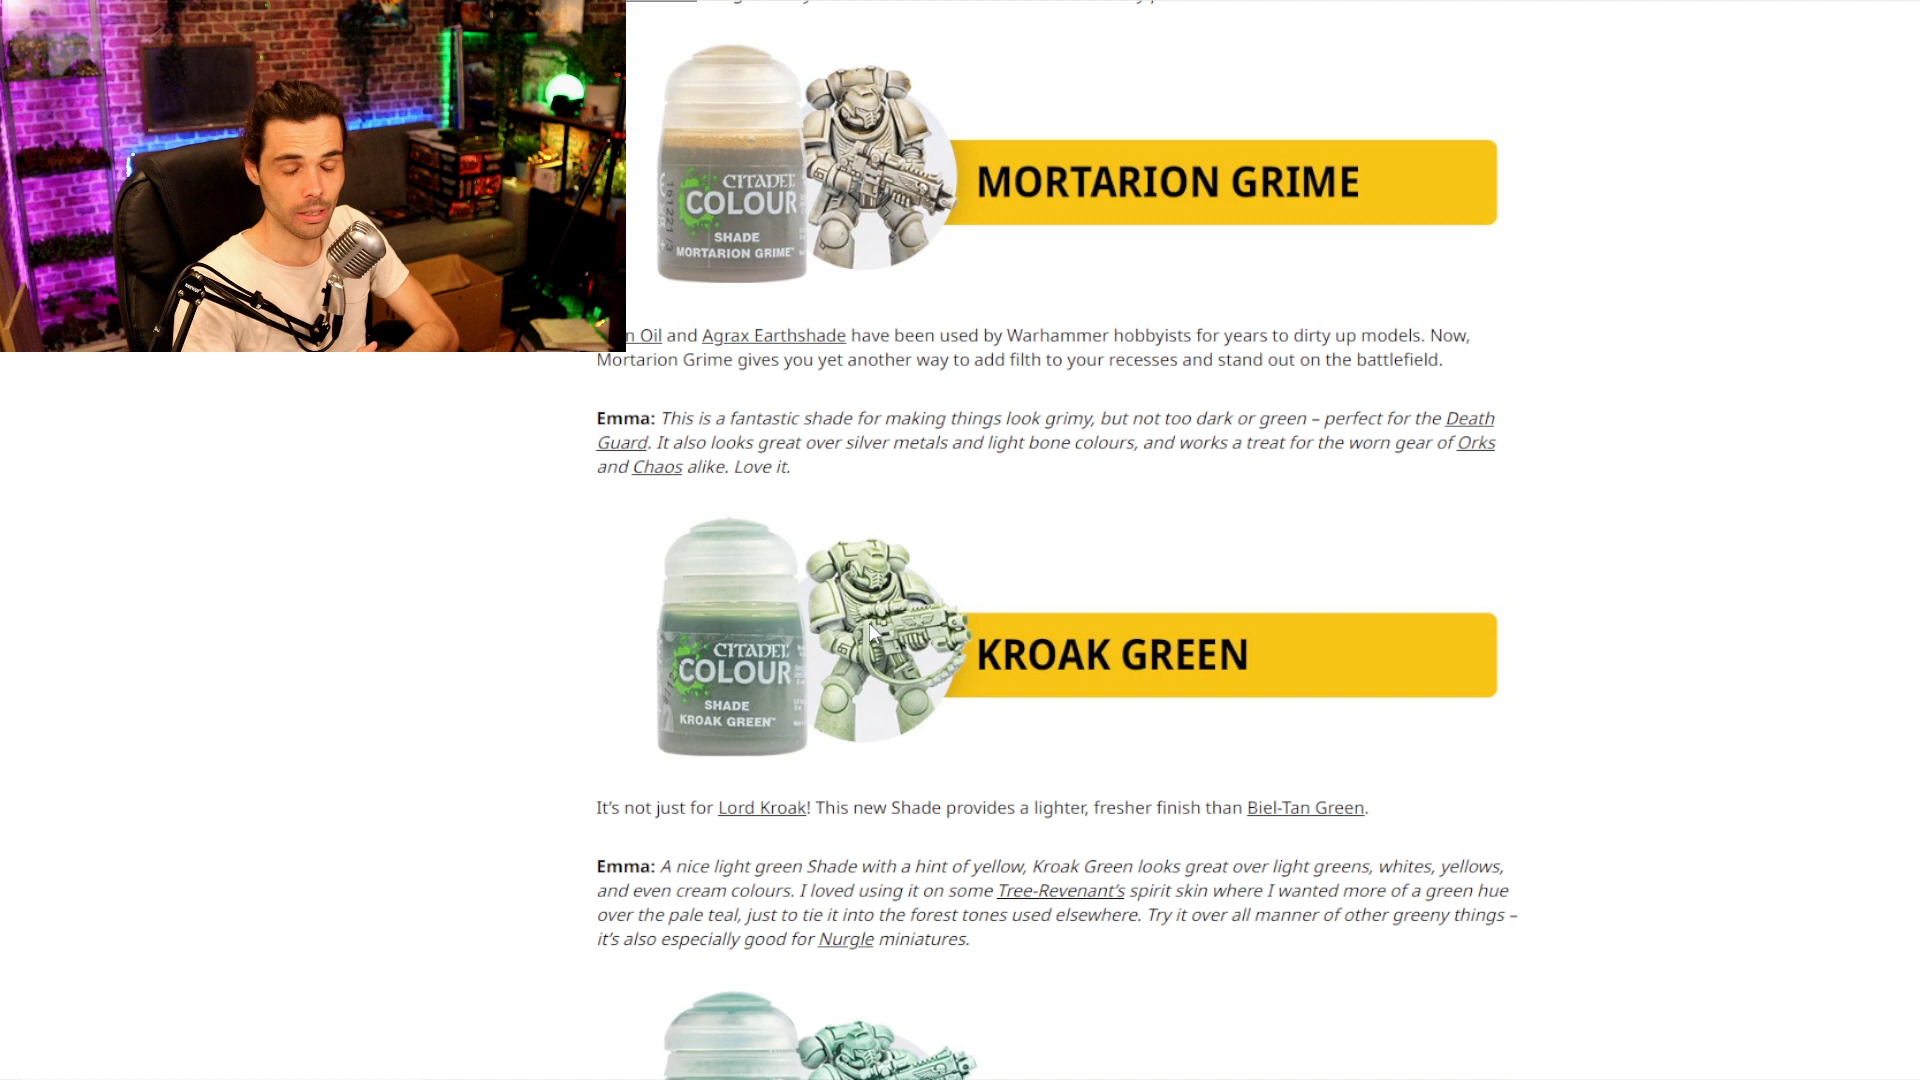 CITADEL
COLOUR
SHADE
MORTARION GRIME™
MORTARION GRIME
n Oil and Agrax Earthshade have been used by Warhammer hobbyists for years to dirty up models. Now,
Mortarion Grime gives you yet another way to add filth to your recesses and stand out on the battlefield.
Emma: This is a fantastic shade for making things look grimy, but not too dark or green – perfect for the Death
Guard. It also looks great over silver metals and light bone colours, and works a treat for the worn gear of Orks
and Chaos alike. Love it.
CITADEL
COLOUR
SHADE
KROAK GREEN™
KROAK GREEN
It’s not just for Lord Kroak! This new Shade provides a lighter, fresher finish than Biel-Tan Green.
Emma: A nice light green Shade with a hint of yellow, Kroak Green looks great over light greens, whites, yellows,
and even cream colours. I loved using it on some Tree-Revenant’s spirit skin where I wanted more of a green hue
over the pale teal, just to tie it into the forest tones used elsewhere. Try it over all manner of other greeny things –
it’s also especially good for Nurgle miniatures.